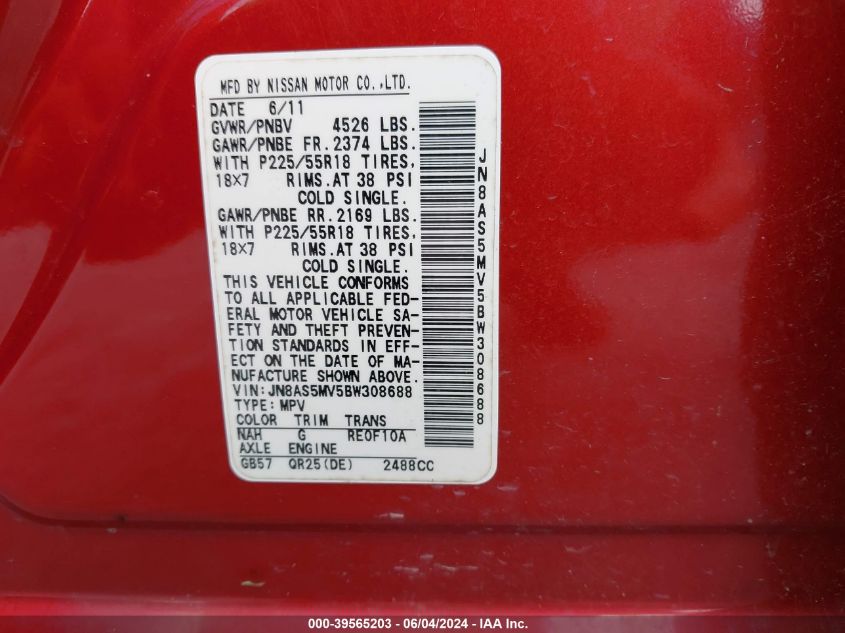 MFD BY NISSAN MOTOR CO.,LTD.
DATE 6/11
GVWR/PNBV 4526 LBS.
GAWR/PNBE FR. 2374 LBS.
WITH P225/55R18 TIRES,
18X7 RIMS.AT 38 PSI
COLD SINGLE.
GAWR/PNBE RR. 2169 LBS.
WITH P225/55R18 TIRES,
18X7 RIMS.AT 38 PSI
COLD SINGLE.
THIS VEHICLE CONFORMS
TO ALL APPLICABLE FED-
ERAL MOTOR VEHICLE SA-
FETY AND THEFT PREVEN-
TION STANDARDS IN EFF-
ECT ON THE DATE OF MA-
NUFACTURE SHOWN ABOVE.
VIN:JN8AS5MV5BW308688
TYPE:MPV
COLOR TRIM TRANS
NAH G RE0F10A
AXLE ENGINE
GB57 QR25(DE) 2488CC
JN8AS5MV5BW308688
000-39565203 - 06/04/2024 - IAA Inc.